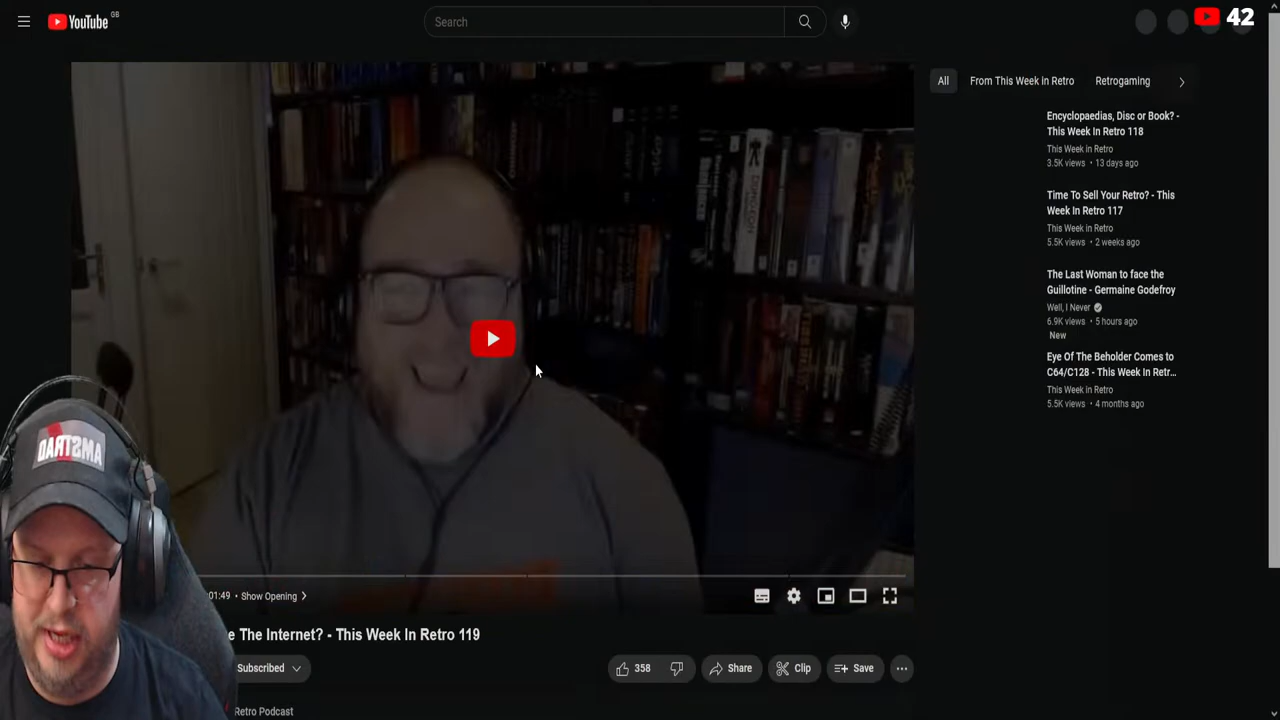 YouTube GB
Search
42
All
From This Week in Retro
Retrogaming
Encyclopaedias, Disc or Book? -
This Week In Retro 118
This Week in Retro
3.5K views • 13 days ago
Time To Sell Your Retro? - This
Week In Retro 117
This Week in Retro
5.5K views • 2 weeks ago
The Last Woman to face the
Guillotine - Germaine Godefroy
Well, I Never
6.9K views • 5 hours ago
New
Eye Of The Beholder Comes to
C64/C128 - This Week In Retr...
This Week in Retro
5.5K views • 4 months ago
AMSTRAD
01:49 • Show Opening
e The Internet? - This Week In Retro 119
Subscribed
358
Share
Clip
Save
Retro Podcast